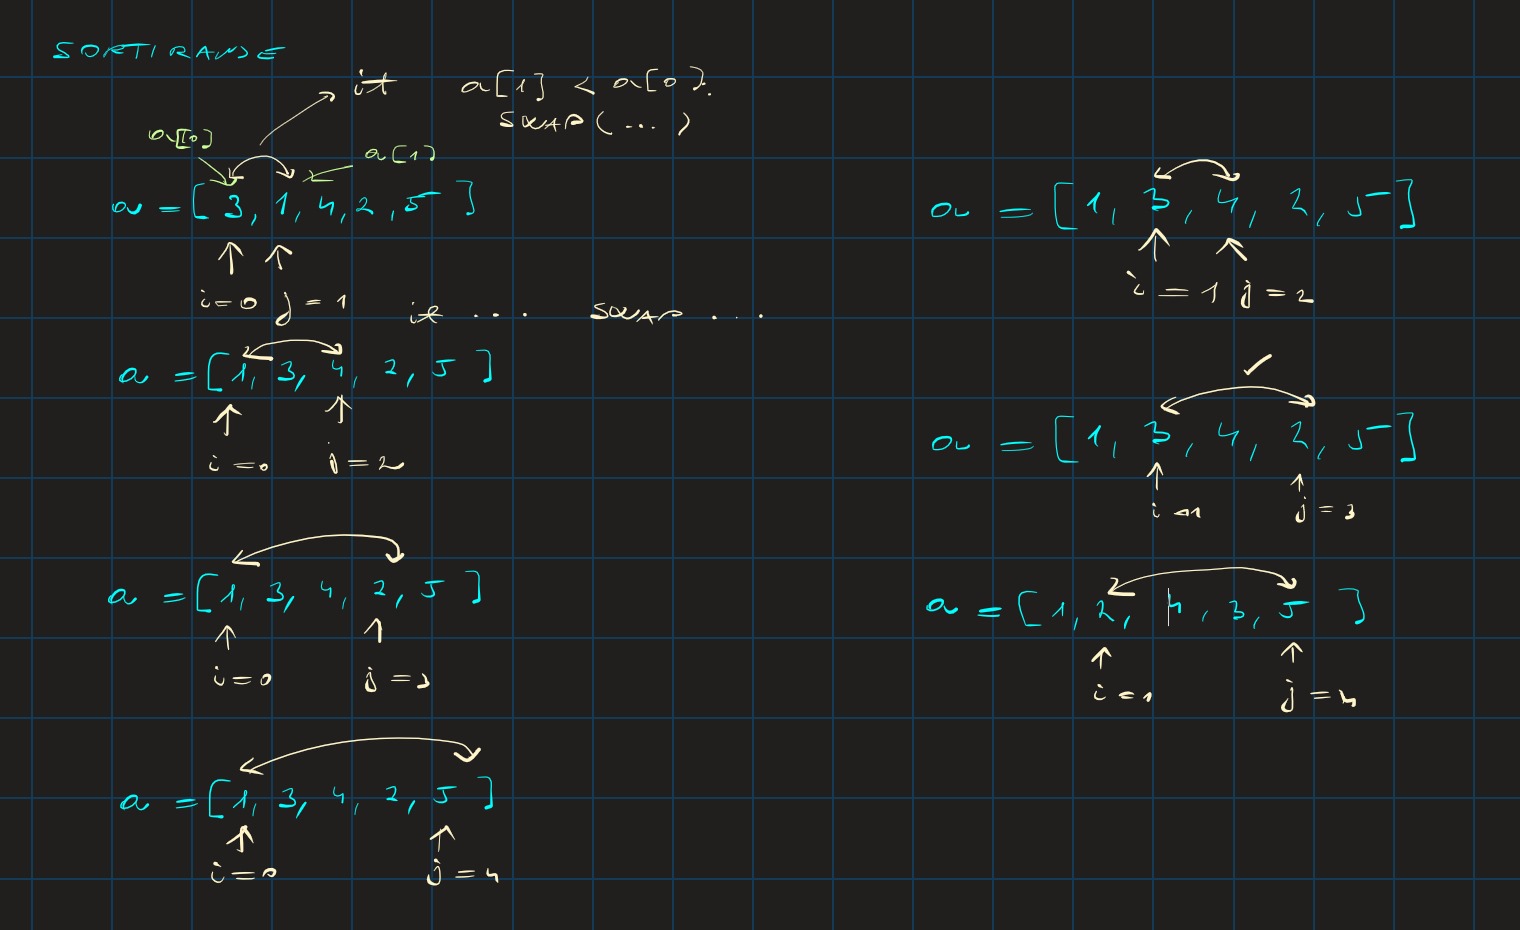 SORTIRANJE
if a[1] < a[0]:
SWAP(...)
a[0]
a[1]
a = [3, 1, 4, 2, 5]
i=0 j=1
if ... SWAP ...
a = [1, 3, 4, 2, 5]
i=0 j=2
a = [1, 3, 4, 2, 5]
i=0 j=3
a = [1, 3, 4, 2, 5]
i=0 j=4
a = [1, 3, 4, 2, 5]
i=1 j=2
a = [1, 3, 4, 2, 5]
i=1 j=3
a = [1, 2, 4, 3, 5]
i=1 j=4